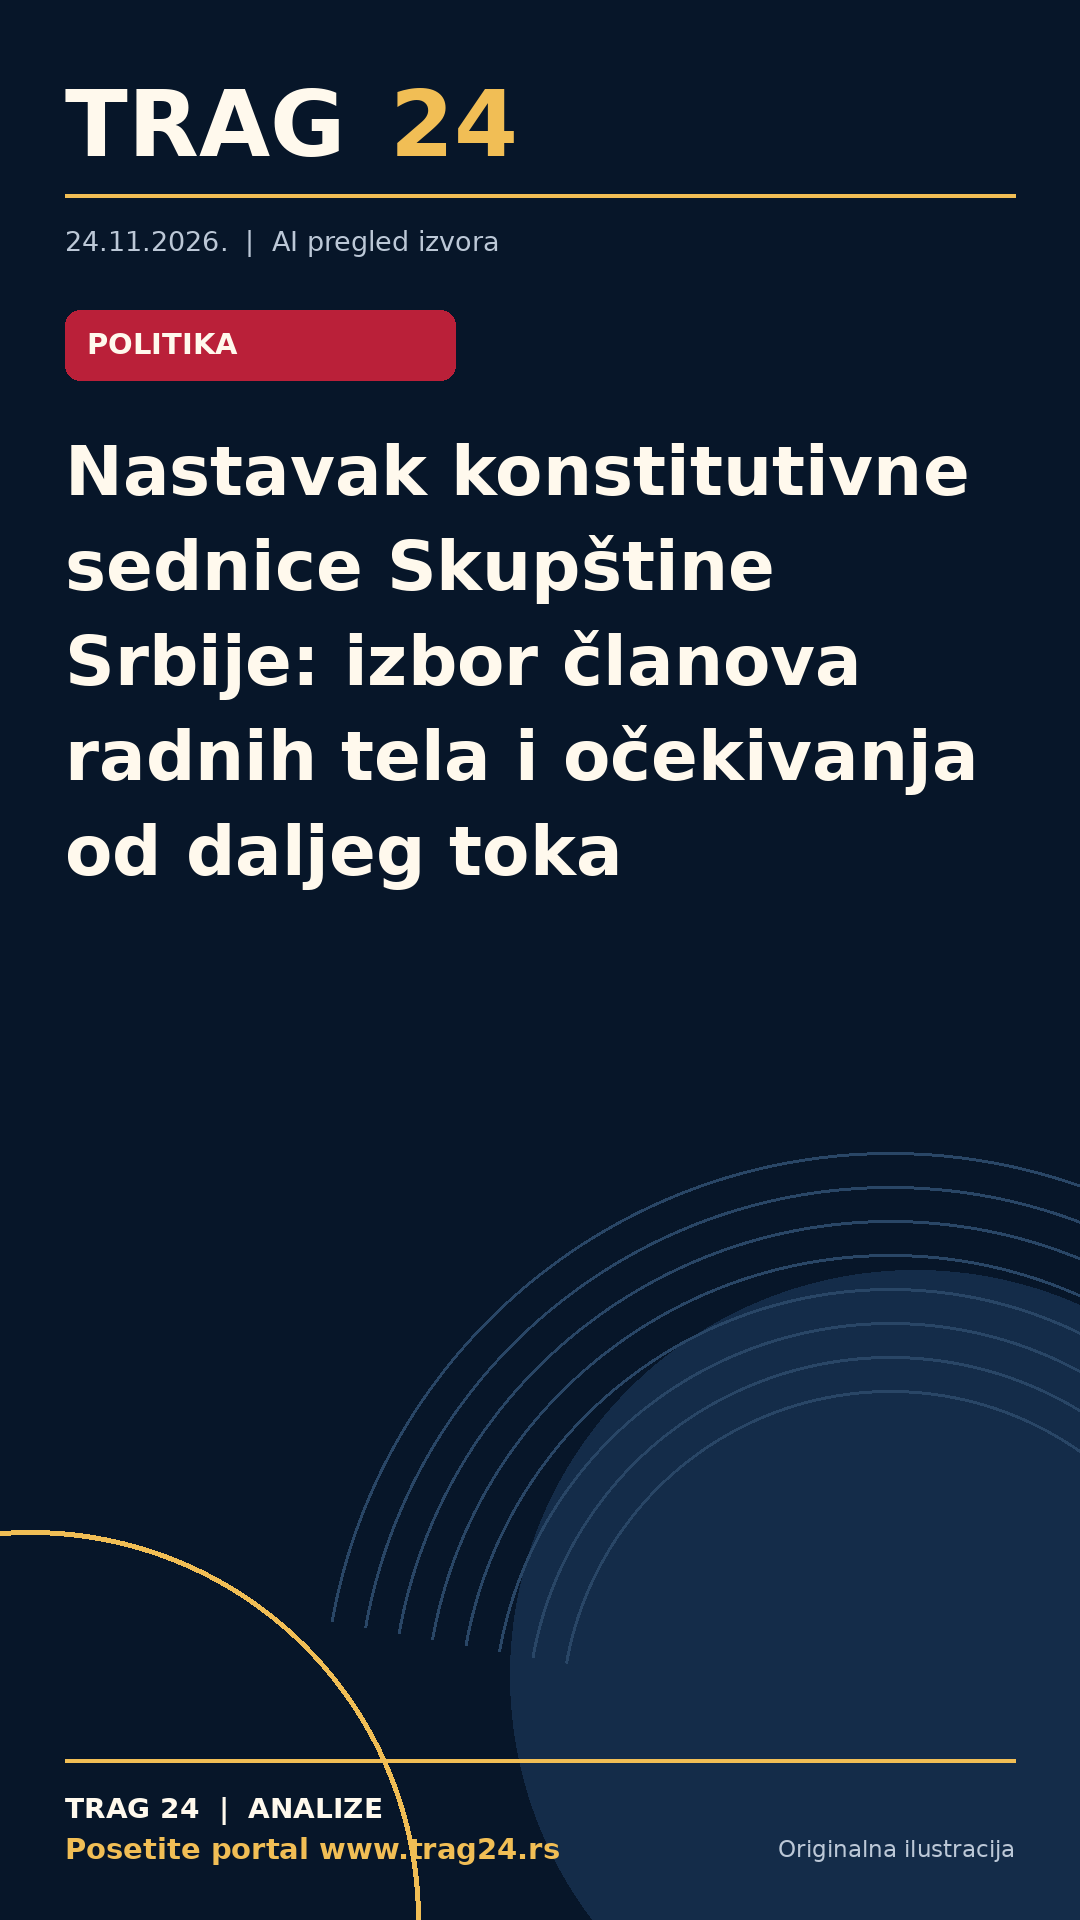 TRAG 24
24.11.2026. | AI pregled izvora
POLITIKA
Nastavak konstitutivne
sednice Skupštine
Srbije: izbor članova
radnih tela i očekivanja
od daljeg toka
TRAG 24 | ANALIZE
Posetite portal www.trag24.rs
Originalna ilustracija